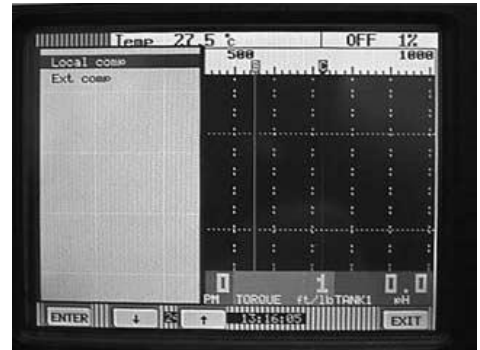 Temp 27.5 °c OFF 1%
Local comp
Ext comp
500 1000
S C
0 1 0.0
PM TORQUE ft/lb TANK1 pH
ENTER ↓ ↑ 13:16:05 EXIT